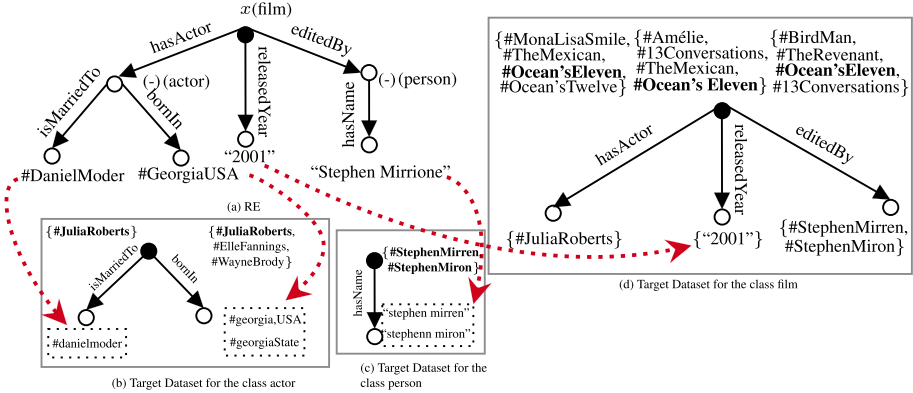 x(film)
hasActor
releasedYear
editedBy
(-) (actor)
(-) (person)
isMarriedTo
bornIn
hasName
#DanielModer
#GeorgiaUSA
"2001"
"Stephen Mirrione"
(a) RE
{#JuliaRoberts}
{#JuliaRoberts,
#ElleFannings,
#WayneBrody}
isMarriedTo
bornIn
#danielmoder
#georgia,USA
#georgiaState
(b) Target Dataset for the class actor
{#StephenMirren,
#StephenMiron}
hasName
"stephen mirren"
"stephenn miron"
(c) Target Dataset for the
class person
{#MonaLisaSmile,
#TheMexican,
#Ocean'sEleven,
#Ocean'sTwelve}
{#Amélie,
#13Conversations,
#TheMexican,
#Ocean's Eleven}
{#BirdMan,
#TheRevenant,
#Ocean'sEleven,
#13Conversations}
hasActor
releasedYear
editedBy
{#JuliaRoberts}
{"2001"}
{#StephenMirren,
#StephenMiron}
(d) Target Dataset for the class film